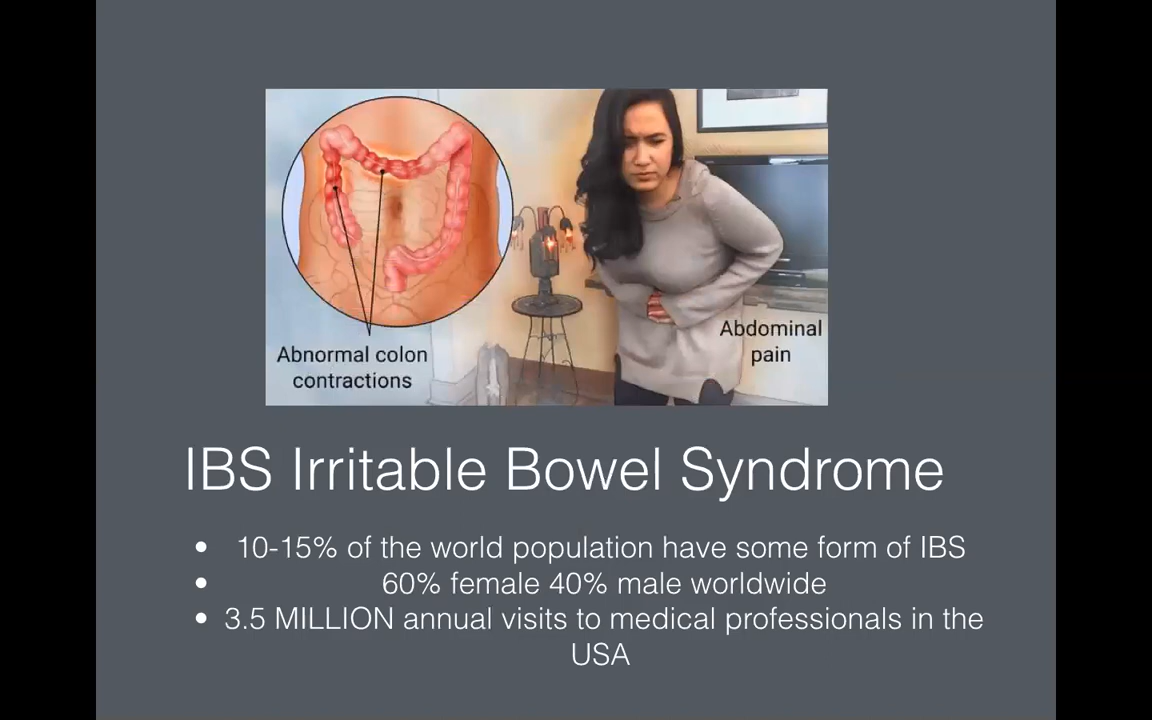 Abnormal colon
contractions
Abdominal
pain
IBS Irritable Bowel Syndrome
• 10-15% of the world population have some form of IBS
• 60% female 40% male worldwide
• 3.5 MILLION annual visits to medical professionals in the
USA